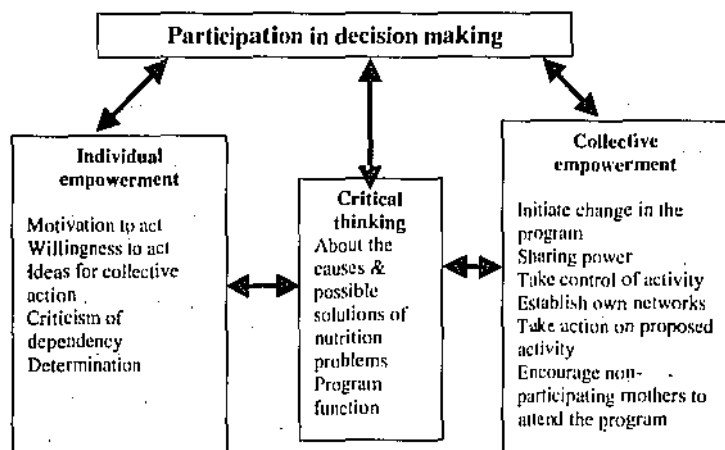 Participation in decision making
Individual
empowerment
Motivation to act
Willingness to act
Ideas for collective
action
Criticism of
dependency
Determination
Critical
thinking
About the
causes &
possible
solutions of
nutrition
problems
Program
function
Collective
empowerment
Initiate change in the
program
Sharing power
Take control of activity
Establish own networks
Take action on proposed
activity
Encourage non-
participating mothers to
attend the program